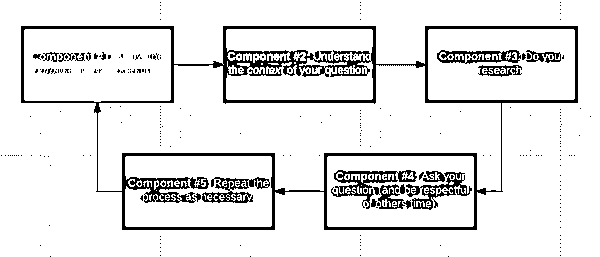 Component #1
Component #2: Understand
the context of your question
Component #3: Do your
research
Component #4: Ask your
question (and be respectful
of others time)
Component #5: Repeat the
process as necessary